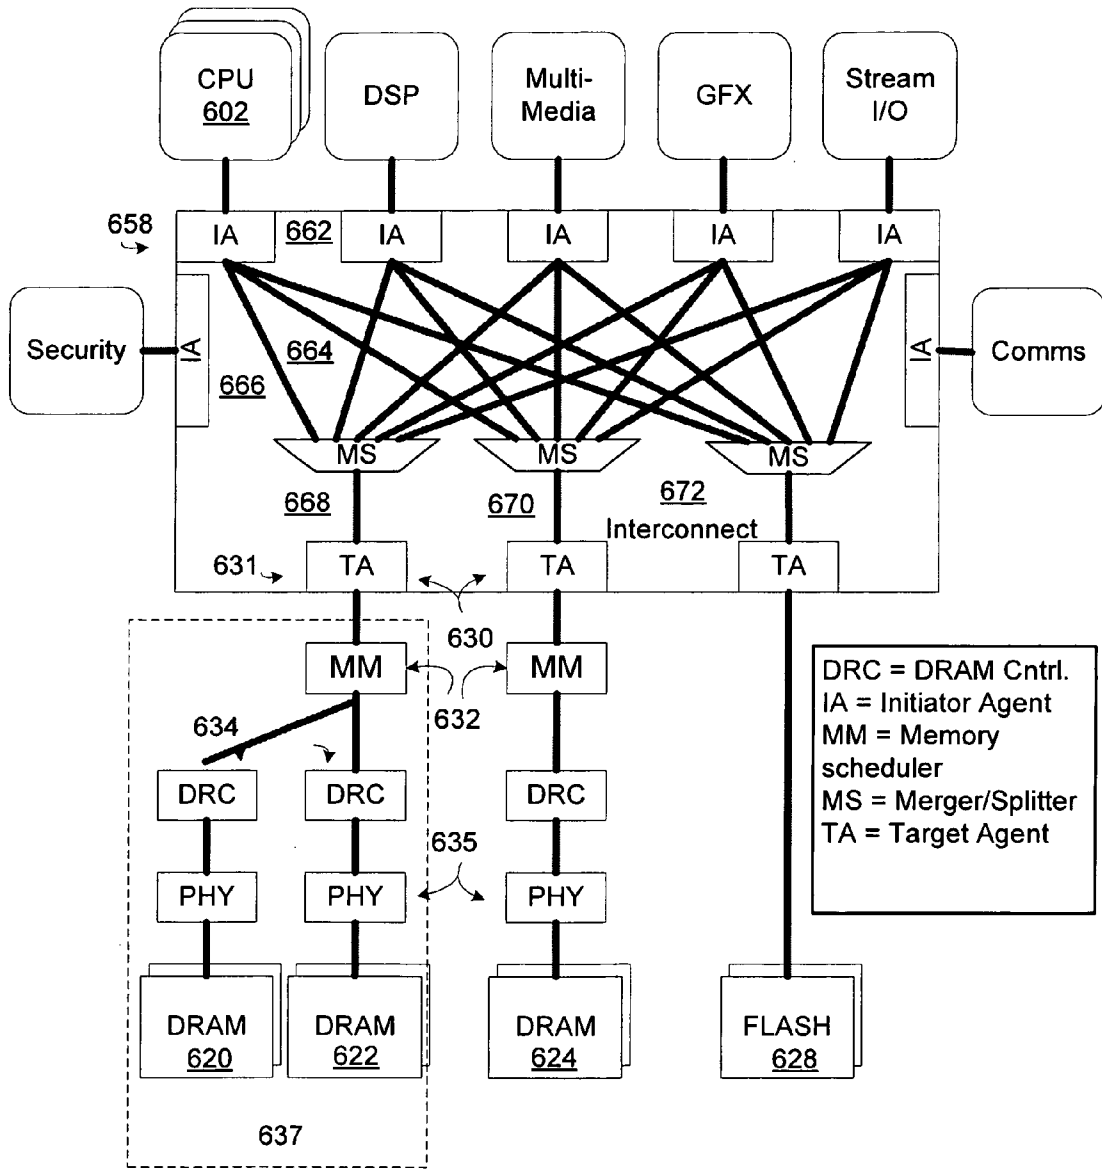 CPU
602
DSP
Multi-
Media
GFX
Stream
I/O
658
IA
662
IA
IA
IA
IA
Security
IA
664
666
IA
Comms
MS
MS
MS
668
670
672
Interconnect
631
TA
TA
TA
630
MM
MM
632
634
DRC
DRC
DRC
635
PHY
PHY
PHY
DRC = DRAM Cntrl.
IA = Initiator Agent
MM = Memory
scheduler
MS = Merger/Splitter
TA = Target Agent
DRAM
620
DRAM
622
DRAM
624
FLASH
628
637